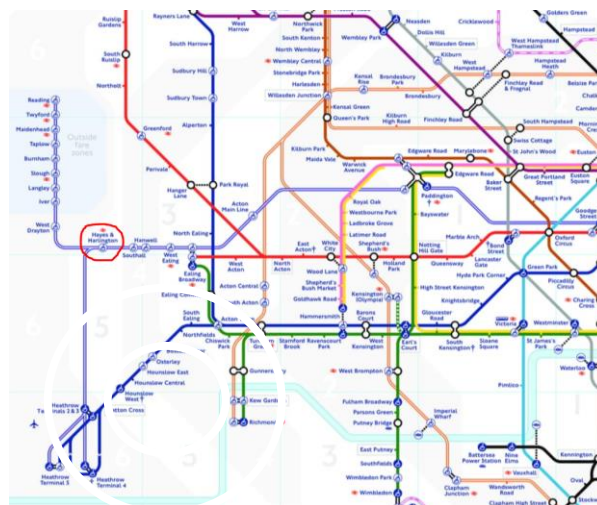 Ruislip
Gardens
Rayners Lane
West
Harrow
Northwick
Park
South Kenton
North Wembley
Wembley Central
Stonebridge Park
Harlesden
Willesden Junction
Wembley Park
Neasden
Dollis Hill
Willesden Green
Kilburn
West
Hampstead
Cricklewood
West Hampstead
Thameslink
Golders Green
Hampstead
Hampstead
Heath
Belsize Park
South
Ruislip
Northolt
South Harrow
Sudbury Hill
Sudbury Town
Alperton
Kensal
Rise
Brondesbury
Park
Brondesbury
Finchley Road
& Frognal
Kensal Green
Queen's Park
Kilburn
High Road
Finchley Road
South Hampstead
Swiss Cottage
St John's Wood
Reading
Twyford
Maidenhead
Taplow
Burnham
Slough
Langley
Iver
West
Drayton
Outside
fare
zones
Greenford
Perivale
Hanger
Lane
Park Royal
Kilburn Park
Maida Vale
Warwick
Avenue
Edgware Road
Marylebone
Edgware Road
Baker
Street
Great Portland
Street
Euston
Square
Euston
Paddington
Regent's Park
Acton
Main Line
Royal Oak
Westbourne Park
Ladbroke Grove
Latimer Road
Bayswater
Hayes &
Harlington
Hanwell
Southall
West
Ealing
North Ealing
Ealing
Broadway
West
Acton
North
Acton
East
Acton
White
City
Shepherd's
Bush
Holland
Park
Notting
Hill Gate
Queensway
Lancaster
Gate
Marble Arch
Bond
Street
Oxford
Circus
Wood Lane
Shepherd's
Bush Market
Goldhawk Road
Kensington
(Olympia)
High Street Kensington
Hyde Park Corner
Knightsbridge
Green Park
Piccadilly
Circus
Acton Central
South
Ealing
Northfields
Acton
Chiswick
Park
Hammersmith
Stamford
Brook
Ravenscourt
Park
Barons
Court
West
Kensington
Earl's
Court
Gloucester
Road
South
Kensington
Sloane
Square
Victoria
St James's
Park
Westminster
Osterley
Hounslow East
Hounslow Central
Hounslow
West
Heathrow
Terminals 2 & 3
Heathrow
Terminal 5
Heathrow
Terminal 4
West Brompton
Fulham Broadway
Parsons Green
Putney Bridge
East Putney
Southfields
Wimbledon Park
Wimbledon
Imperial
Wharf
Clapham
Junction
Wandsworth
Road
Clapham High Street
Pimlico
Waterloo
Battersea
Power Station
Nine
Elms
Vauxhall
Kennington
Oval
6
5
3
1